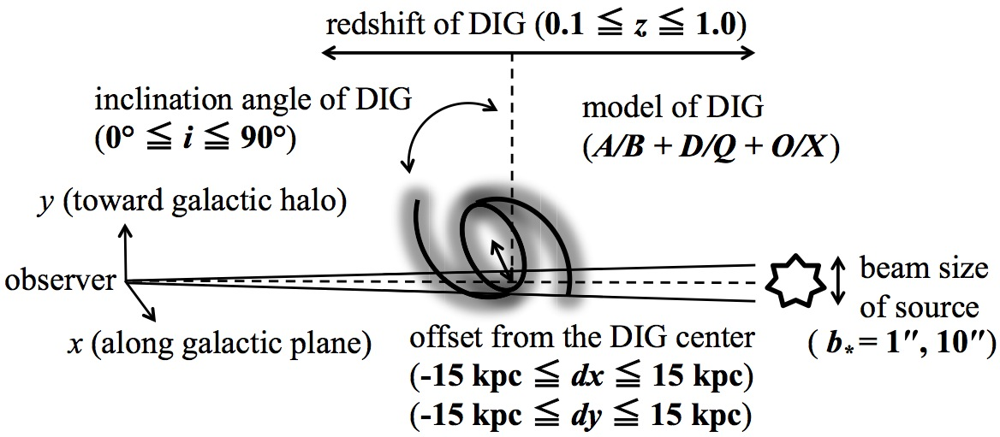 redshift of DIG (0.1 ≦ z ≦ 1.0)
inclination angle of DIG
(0° ≦ i ≦ 90°)
model of DIG
(A/B + D/Q + O/X)
y (toward galactic halo)
observer
x (along galactic plane)
beam size
of source
( b* = 1″, 10″)
offset from the DIG center
(-15 kpc ≦ dx ≦ 15 kpc)
(-15 kpc ≦ dy ≦ 15 kpc)